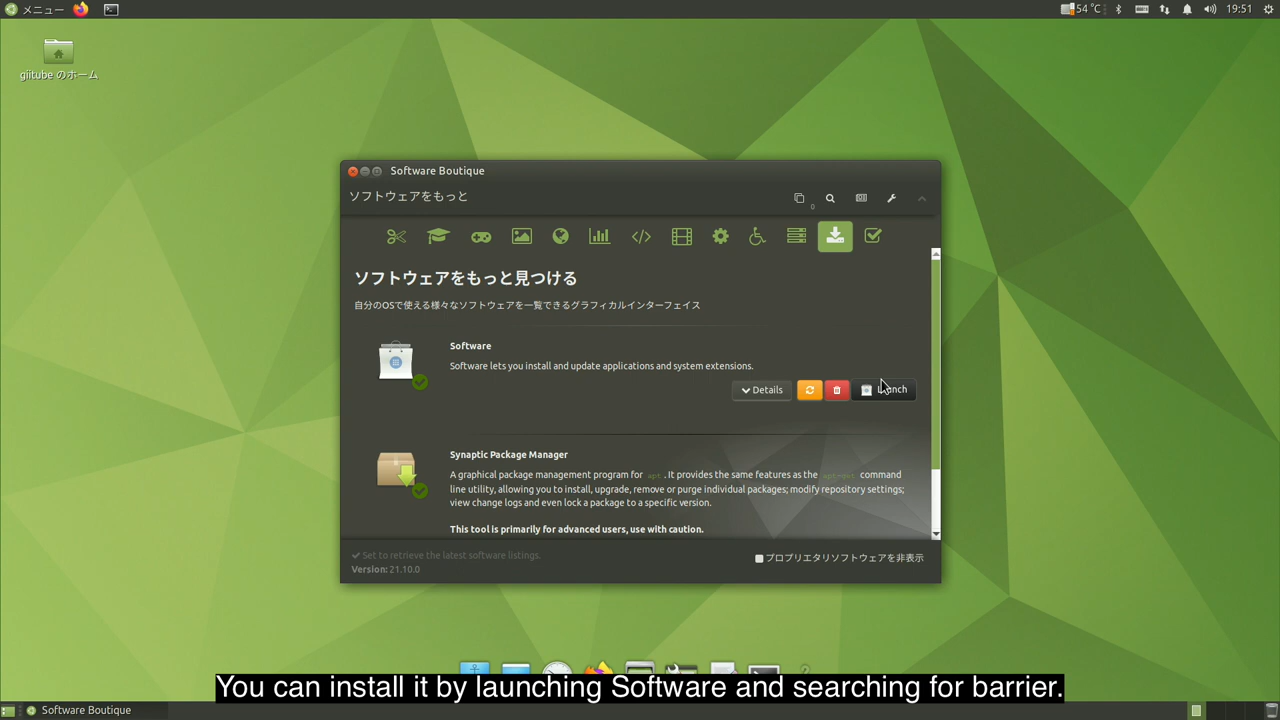 メニュー
54 °C
19:51
giitube のホーム
Software Boutique
ソフトウェアをもっと
0
ソフトウェアをもっと見つける
自分のOSで使える様々なソフトウェアを一覧できるグラフィカルインターフェイス
Software
Software lets you install and update applications and system extensions.
Details
Launch
Synaptic Package Manager
A graphical package management program for apt . It provides the same features as the command
line utility, allowing you to install, upgrade, remove or purge individual packages; modify repository settings;
view change logs and even lock a package to a specific version.
This tool is primarily for advanced users, use with caution.
Set to retrieve the latest software listings.
Version: 21.10.0
プロプリエタリソフトウェアを非表示
You can install it by launching Software and searching for barrier.
Software Boutique